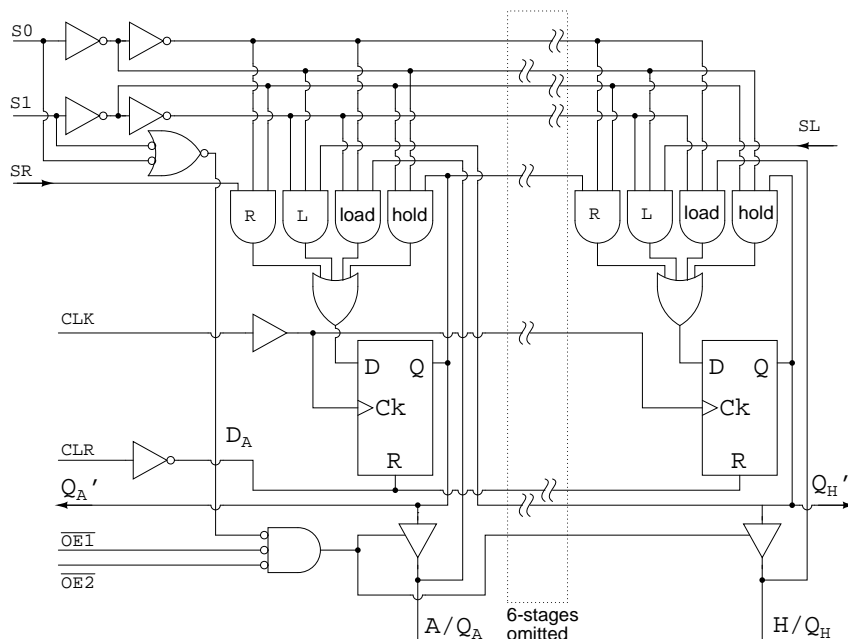 S0
S1
SL
SR
R L load hold
R L load hold
CLK
D Q
Ck
R
D Q
Ck
R
D_A
CLR
Q_A'
Q_H'
OE1
OE2
A/Q_A
6-stages
omitted
H/Q_H